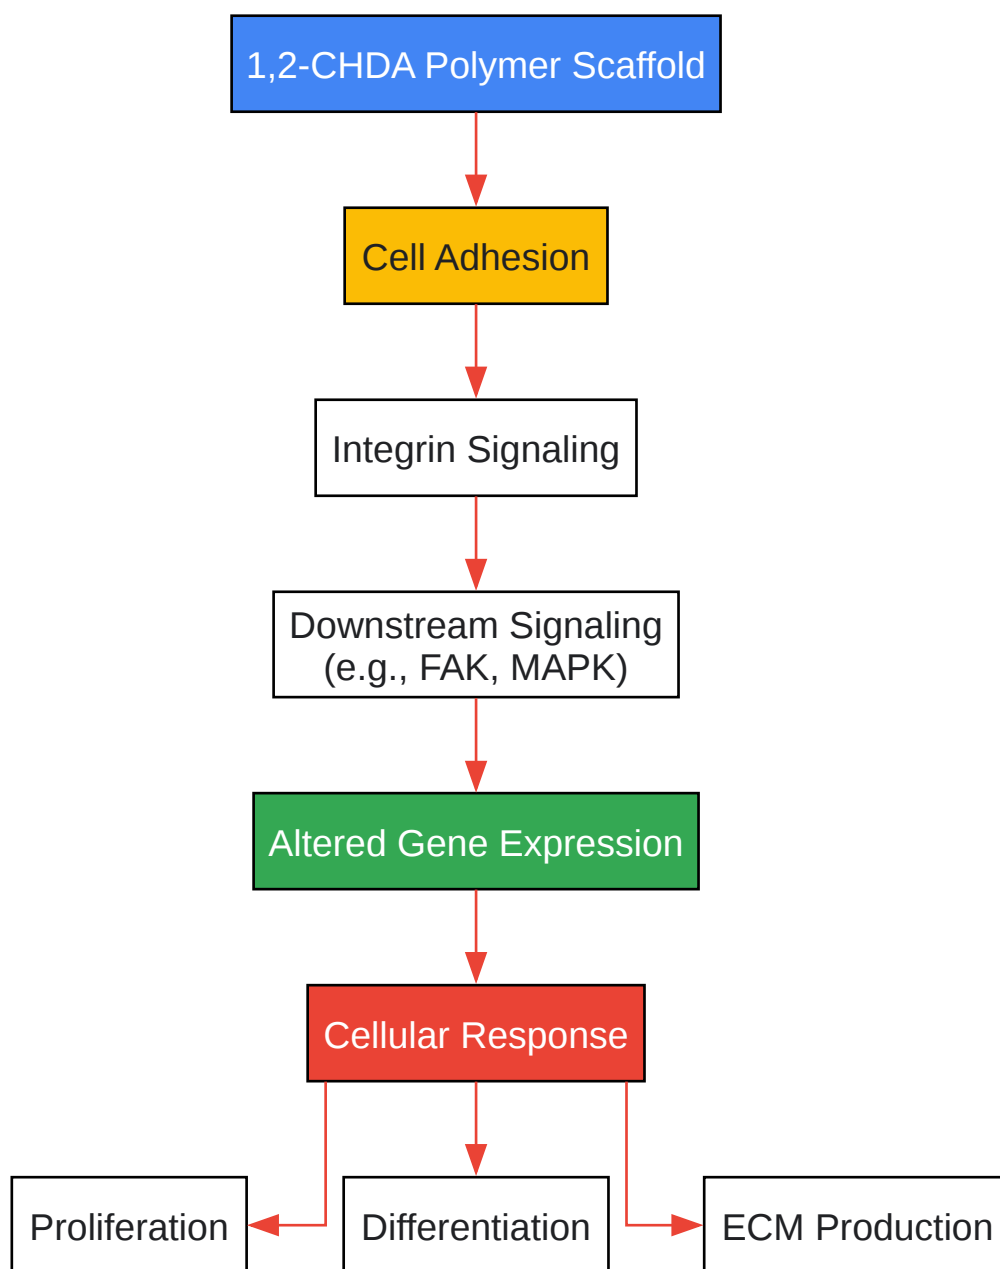 1,2-CHDA Polymer Scaffold
Cell Adhesion
Integrin Signaling
Downstream Signaling
(e.g., FAK, MAPK)
Altered Gene Expression
Cellular Response
Proliferation
Differentiation
ECM Production